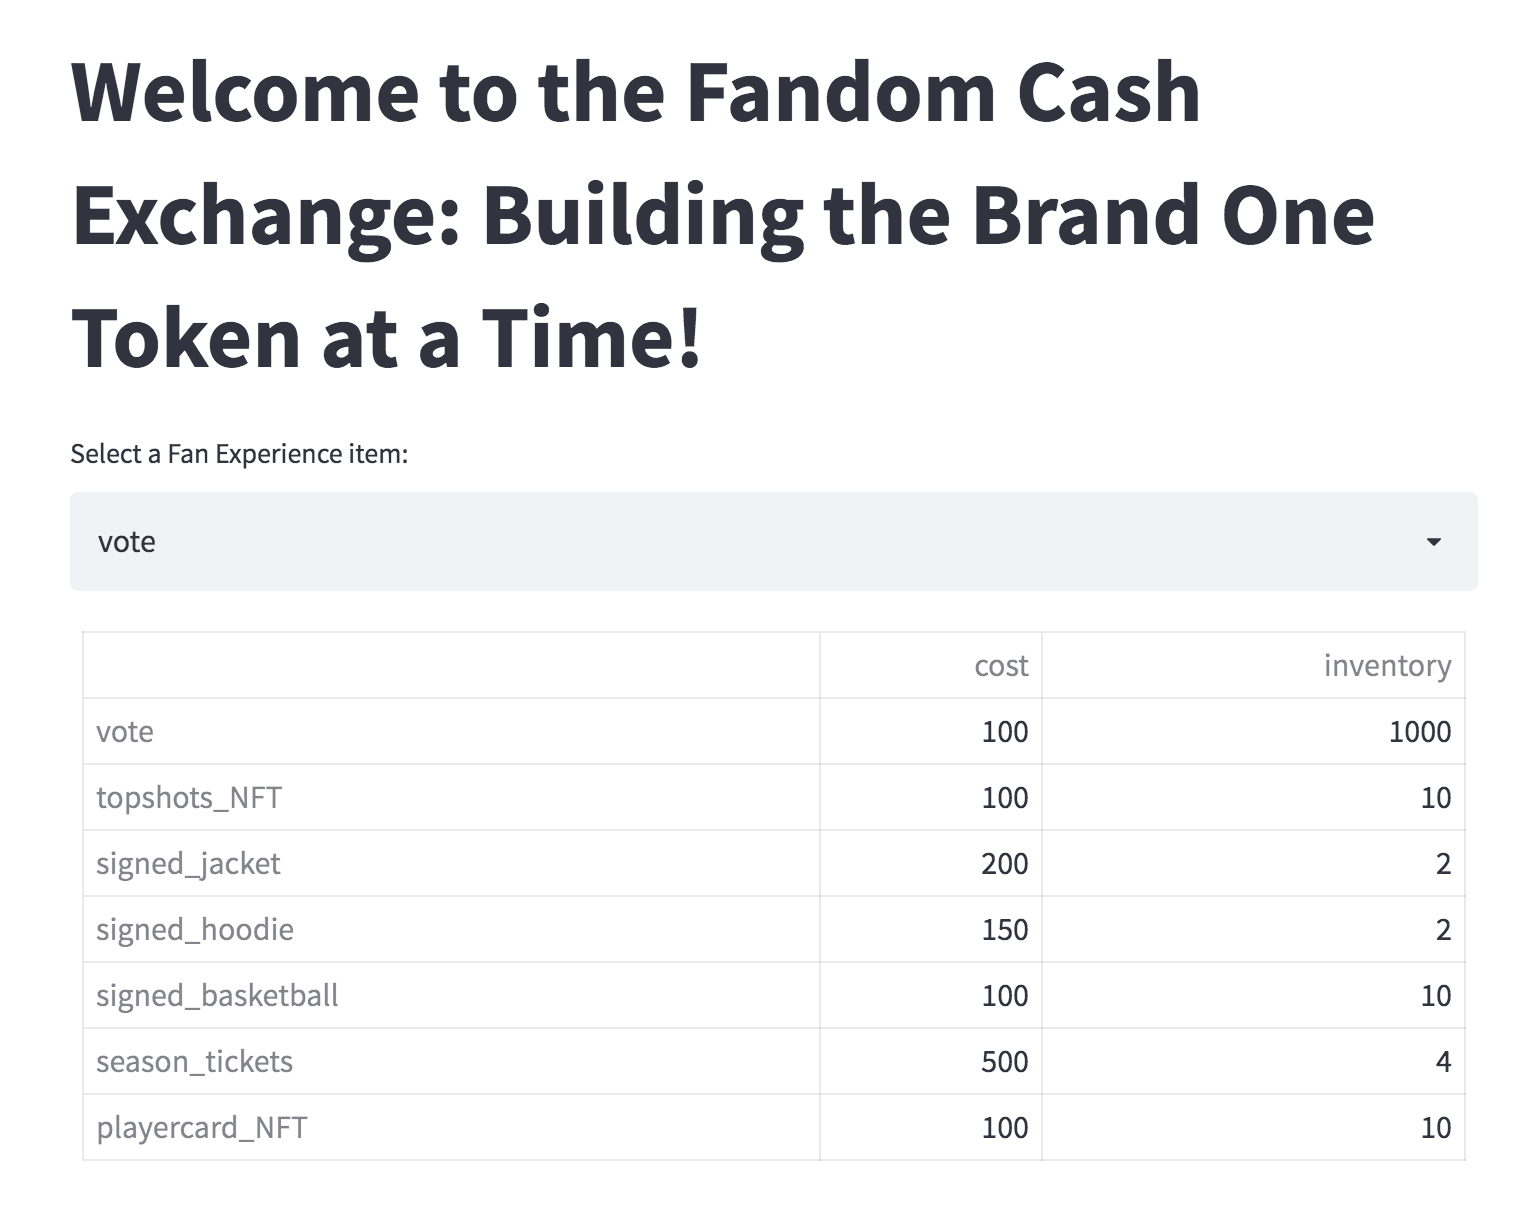 Welcome to the Fandom Cash
Exchange: Building the Brand One
Token at a Time!
Select a Fan Experience item:
vote
cost inventory
vote 100 1000
topshots_NFT 100 10
signed_jacket 200 2
signed_hoodie 150 2
signed_basketball 100 10
season_tickets 500 4
playercard_NFT 100 10